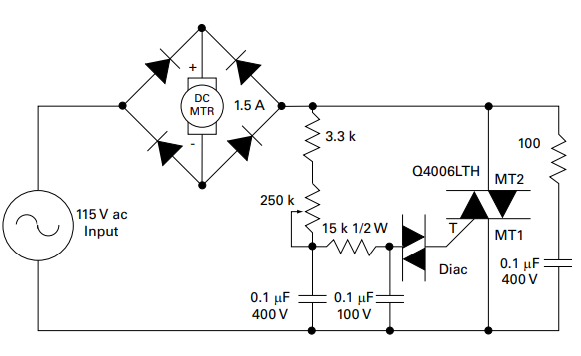 +
DC
MTR
1.5 A
-
3.3 k
100
Q4006LTH
MT2
250 k
115 V ac
Input
15 k 1/2 W
T
MT1
Diac
0.1 μF
400 V
0.1 μF
400 V
0.1 μF
100 V